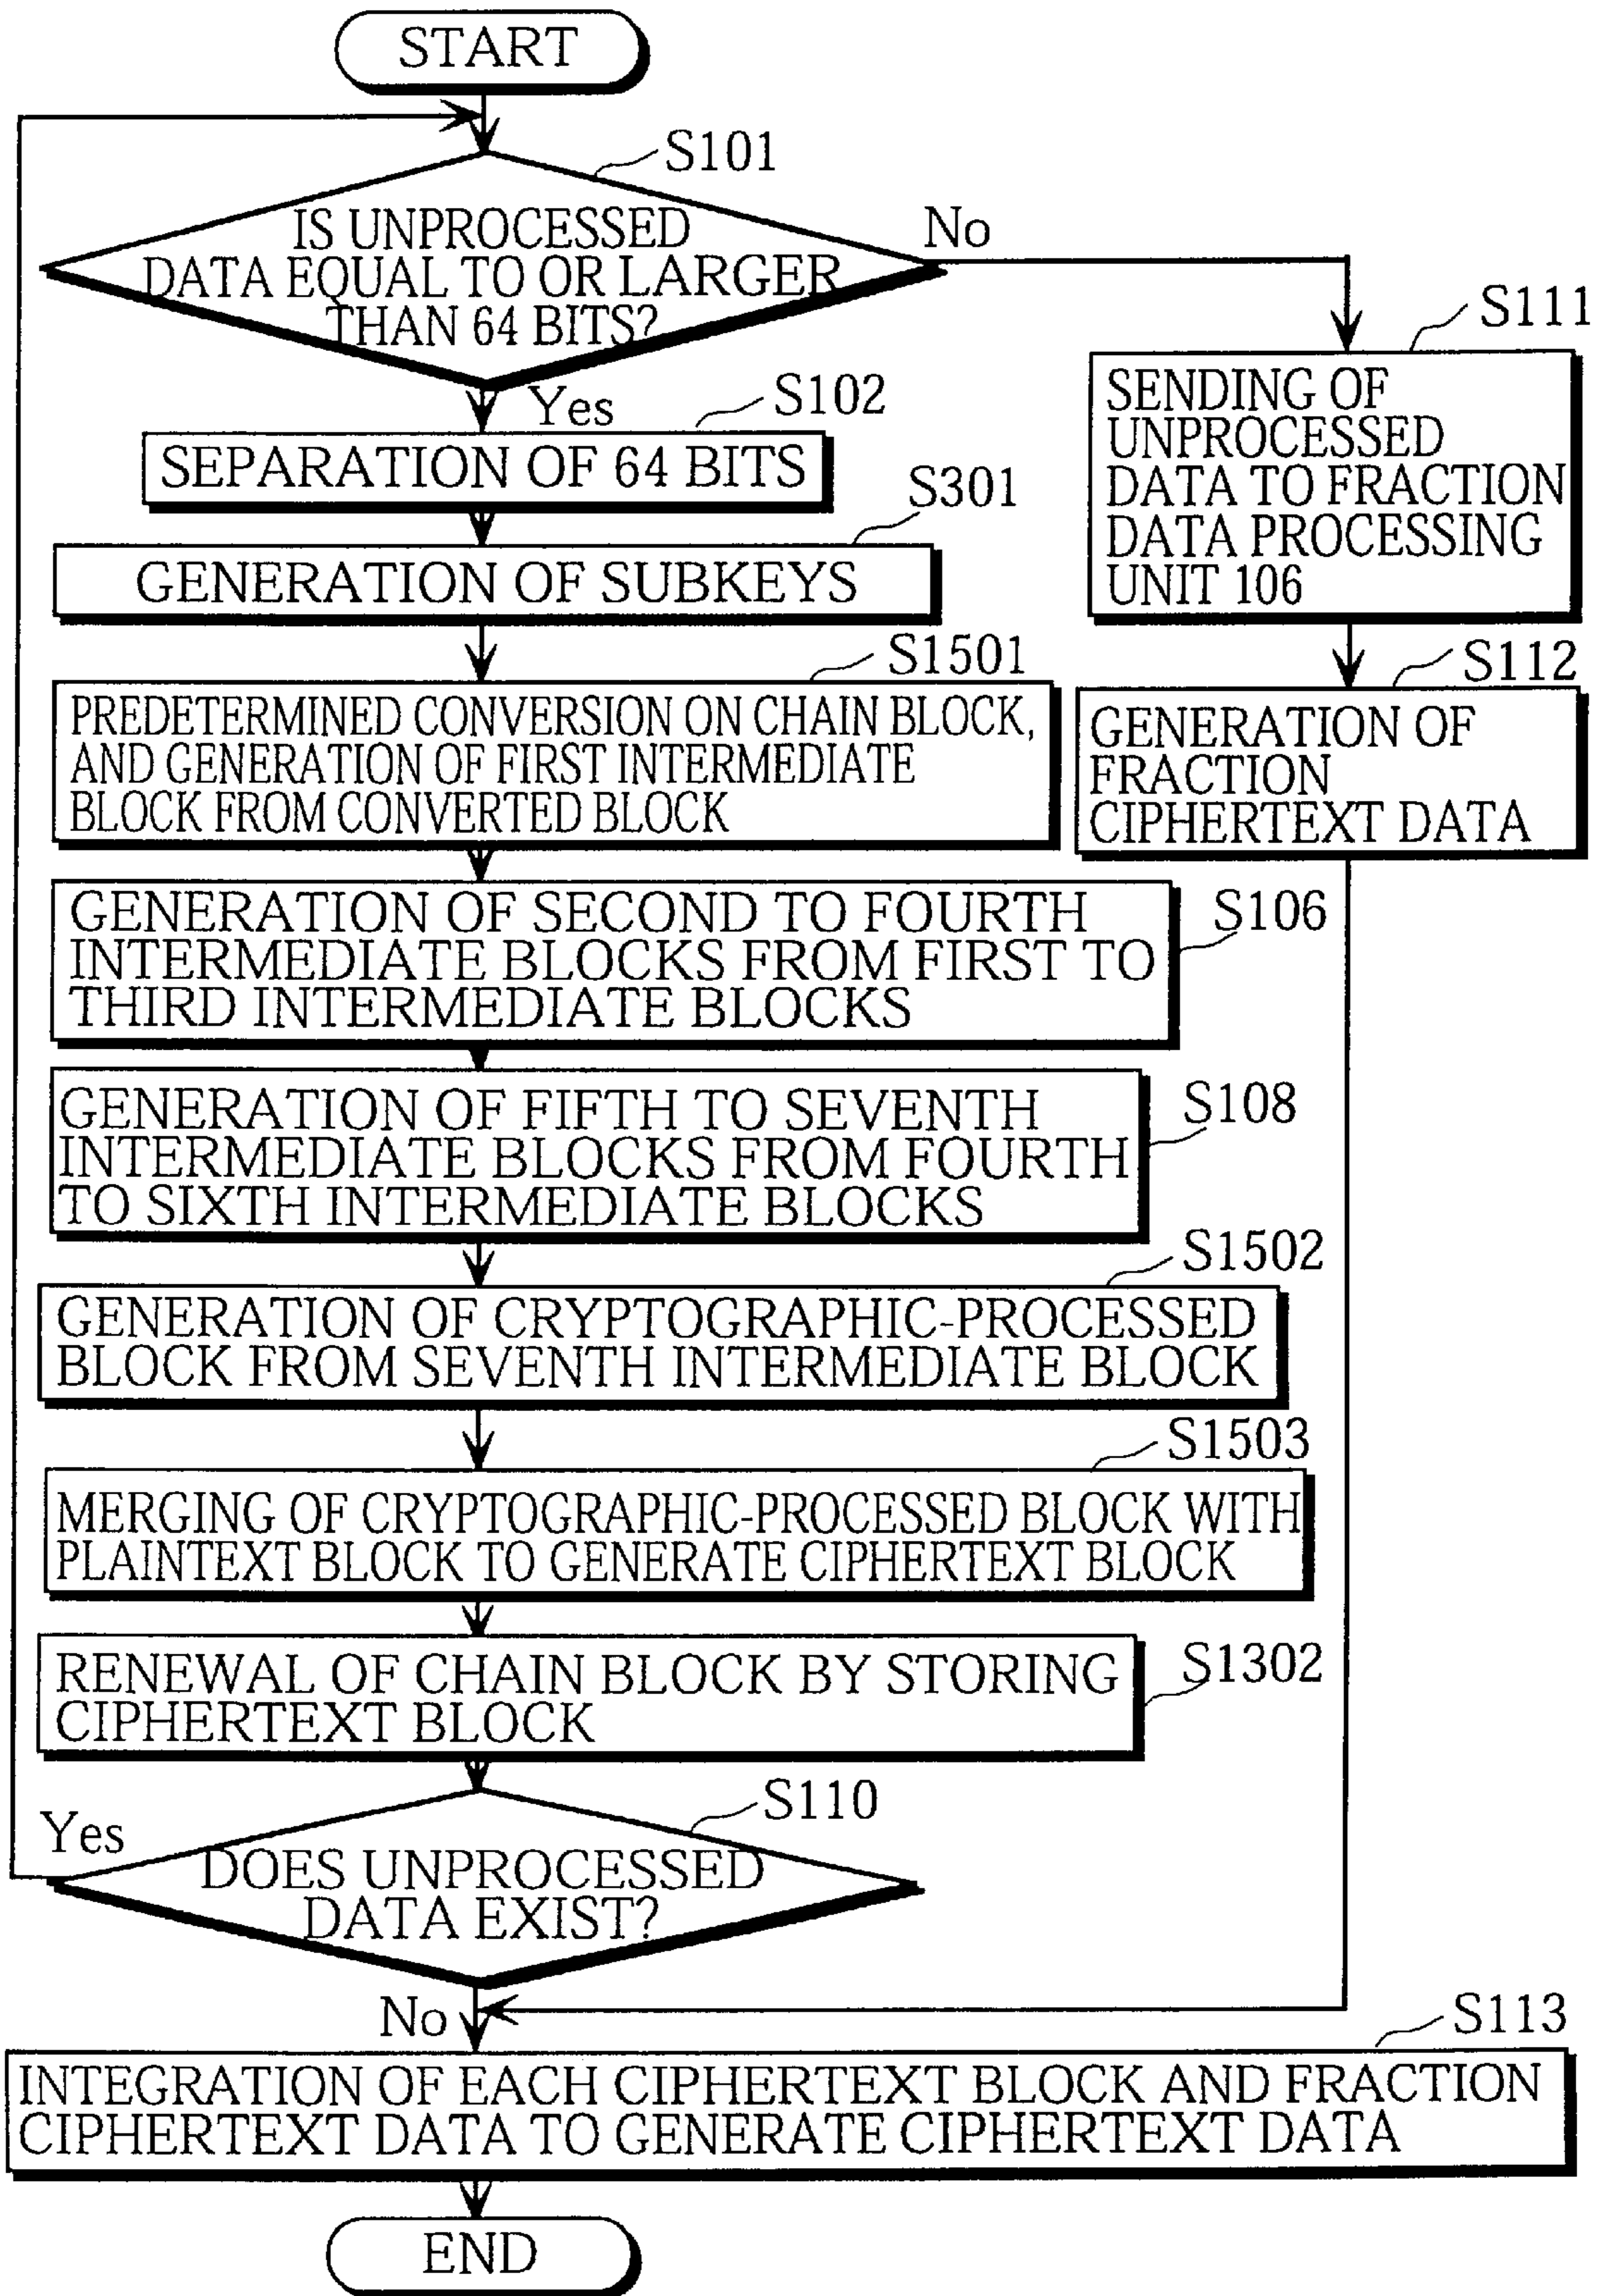 START
S101
IS UNPROCESSED
DATA EQUAL TO OR LARGER
THAN 64 BITS?
No
Yes
S102
SEPARATION OF 64 BITS
S301
GENERATION OF SUBKEYS
S1501
PREDETERMINED CONVERSION ON CHAIN BLOCK,
AND GENERATION OF FIRST INTERMEDIATE
BLOCK FROM CONVERTED BLOCK
S111
SENDING OF
UNPROCESSED
DATA TO FRACTION
DATA PROCESSING
UNIT 106
S112
GENERATION OF
FRACTION
CIPHERTEXT DATA
GENERATION OF SECOND TO FOURTH
INTERMEDIATE BLOCKS FROM FIRST TO
THIRD INTERMEDIATE BLOCKS
S106
GENERATION OF FIFTH TO SEVENTH
INTERMEDIATE BLOCKS FROM FOURTH
TO SIXTH INTERMEDIATE BLOCKS
S108
S1502
GENERATION OF CRYPTOGRAPHIC-PROCESSED
BLOCK FROM SEVENTH INTERMEDIATE BLOCK
S1503
MERGING OF CRYPTOGRAPHIC-PROCESSED BLOCK WITH
PLAINTEXT BLOCK TO GENERATE CIPHERTEXT BLOCK
RENEWAL OF CHAIN BLOCK BY STORING
CIPHERTEXT BLOCK
S1302
S110
Yes
DOES UNPROCESSED
DATA EXIST?
No
S113
INTEGRATION OF EACH CIPHERTEXT BLOCK AND FRACTION
CIPHERTEXT DATA TO GENERATE CIPHERTEXT DATA
END